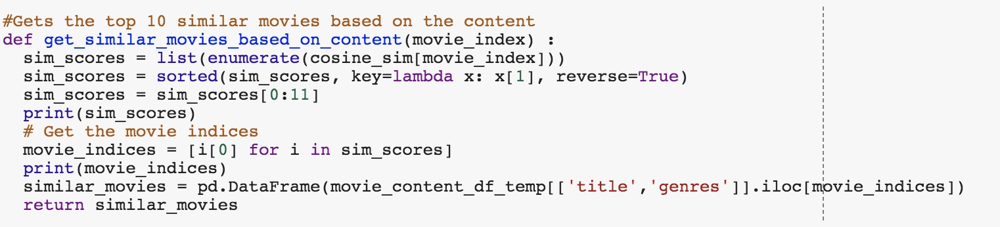 #Gets the top 10 similar movies based on the content
def get_similar_movies_based_on_content(movie_index) :
  sim_scores = list(enumerate(cosine_sim[movie_index]))
  sim_scores = sorted(sim_scores, key=lambda x: x[1], reverse=True)
  sim_scores = sim_scores[0:11]
  print(sim_scores)
  # Get the movie indices
  movie_indices = [i[0] for i in sim_scores]
  print(movie_indices)
  similar_movies = pd.DataFrame(movie_content_df_temp[['title','genres']].iloc[movie_indices])
  return similar_movies